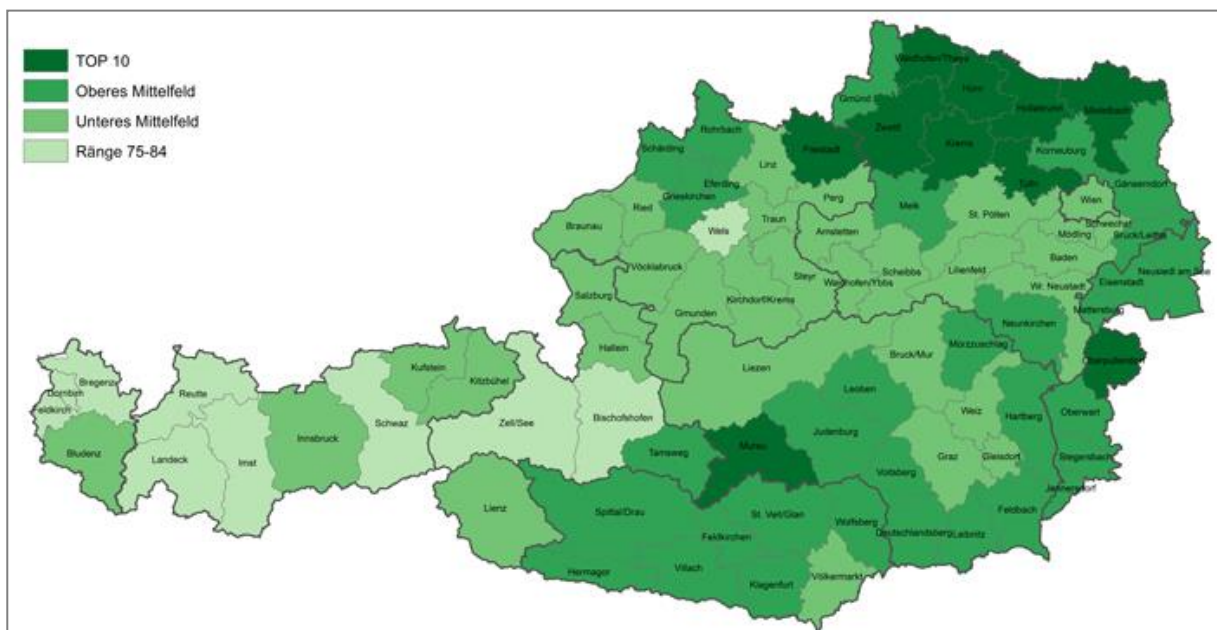 TOP 10
Oberes Mittelfeld
Unteres Mittelfeld
Ränge 75-84
Waidhofen/Thaya
Horn
Hollabrunn
Mistelbach
Gmünd
Zwettl
Krems
Korneuburg
Tulln
Gänserndorf
Rohrbach
Schärding
Freistadt
Linz
Eferding
Grieskirchen
Perg
Melk
St. Pölten
Wien
Schwechat
Mödling
Bruck/Leitha
Ried
Braunau
Wels
Traun
Amstetten
Baden
Vöcklabruck
Steyr
Scheibbs
Lilienfeld
Waidhofen/Ybbs
Wr. Neustadt
Eisenstadt
Neusiedl am See
Salzburg
Gmunden
Kirchdorf/Krems
Mattersburg
Neunkirchen
Hallein
Liezen
Bruck/Mur
Mürzzuschlag
Oberpullendorf
Kufstein
Kitzbühel
Bregenz
Dornbirn
Feldkirch
Reutte
Leoben
Weiz
Hartberg
Oberwart
Bludenz
Landeck
Imst
Innsbruck
Schwaz
Zell/See
Bischofshofen
Tamsweg
Murau
Judenburg
Voitsberg
Graz
Gleisdorf
Jennersdorf
Lienz
Spittal/Drau
St. Veit/Glan
Feldkirchen
Wolfsberg
Deutschlandsberg
Leibnitz
Feldbach
Hermagor
Villach
Klagenfurt
Völkermarkt